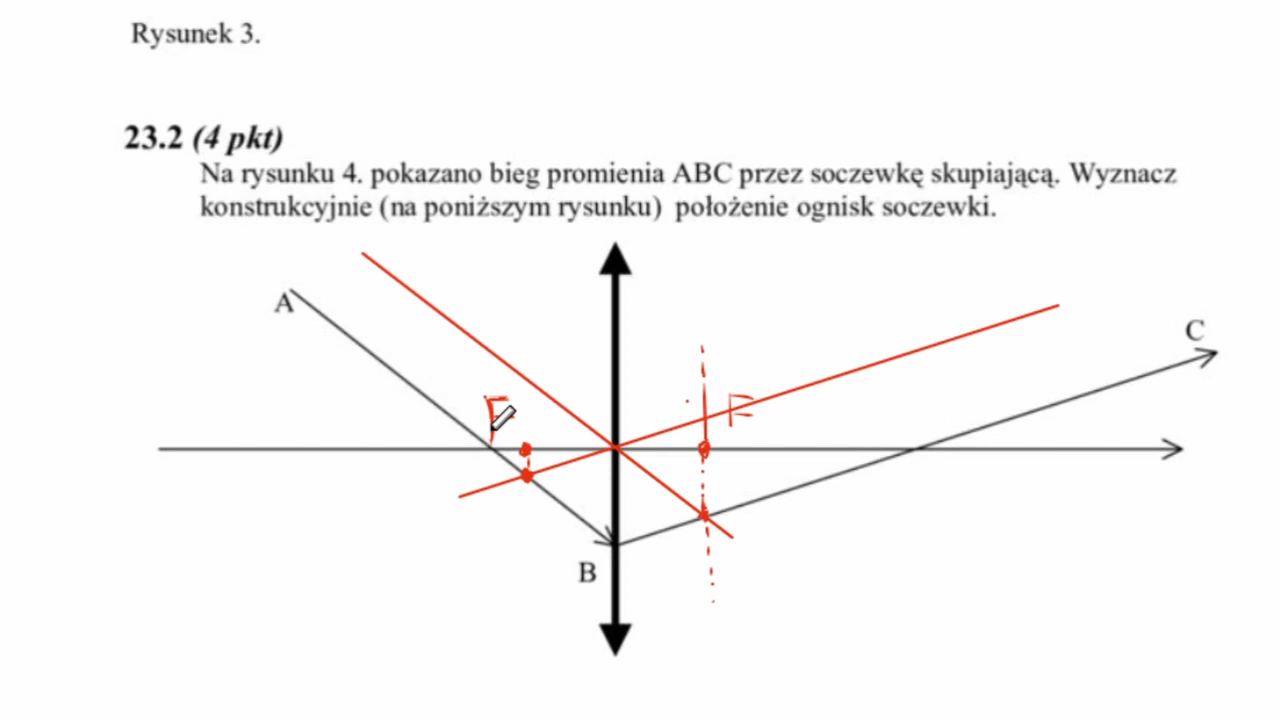 Rysunek 3.
23.2 (4 pkt)
Na rysunku 4. pokazano bieg promienia ABC przez soczewkę skupiającą. Wyznacz
konstrukcyjnie (na poniższym rysunku) położenie ognisk soczewki.
A
C
F
F
B